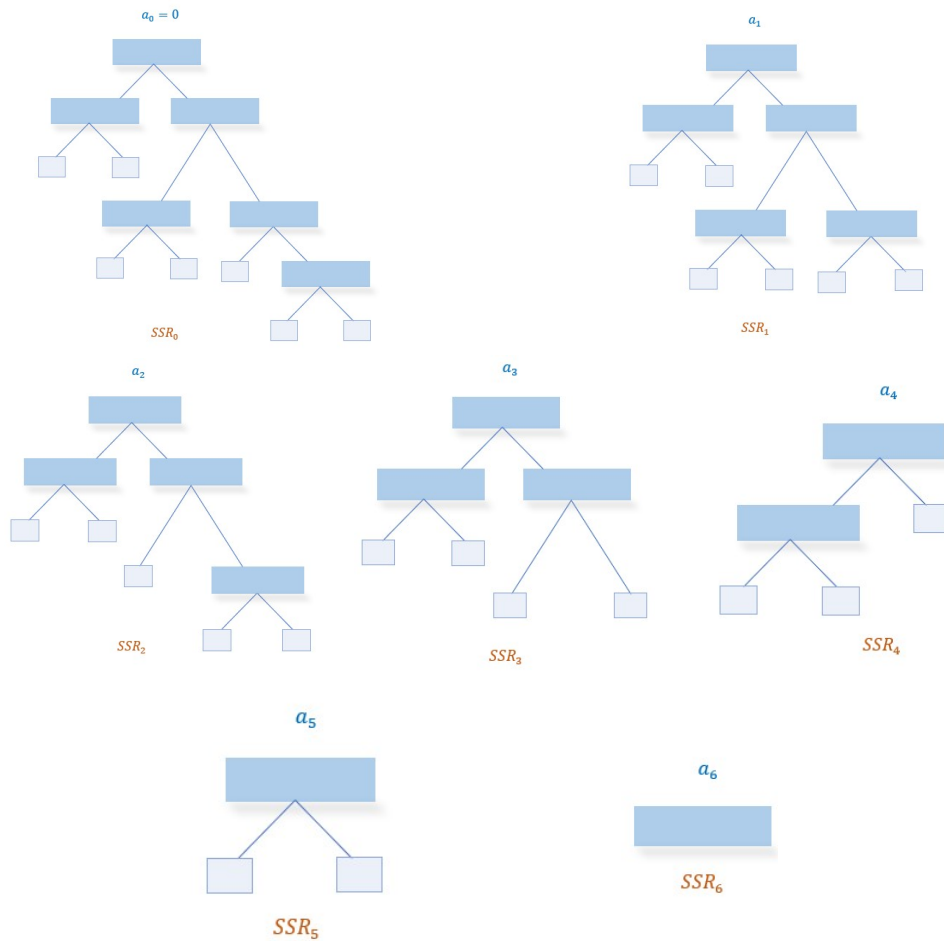 a₀ = 0
a₁
SSR₀
SSR₁
a₂
a₃
a₄
SSR₂
SSR₃
SSR₄
a₅
a₆
SSR₅
SSR₆